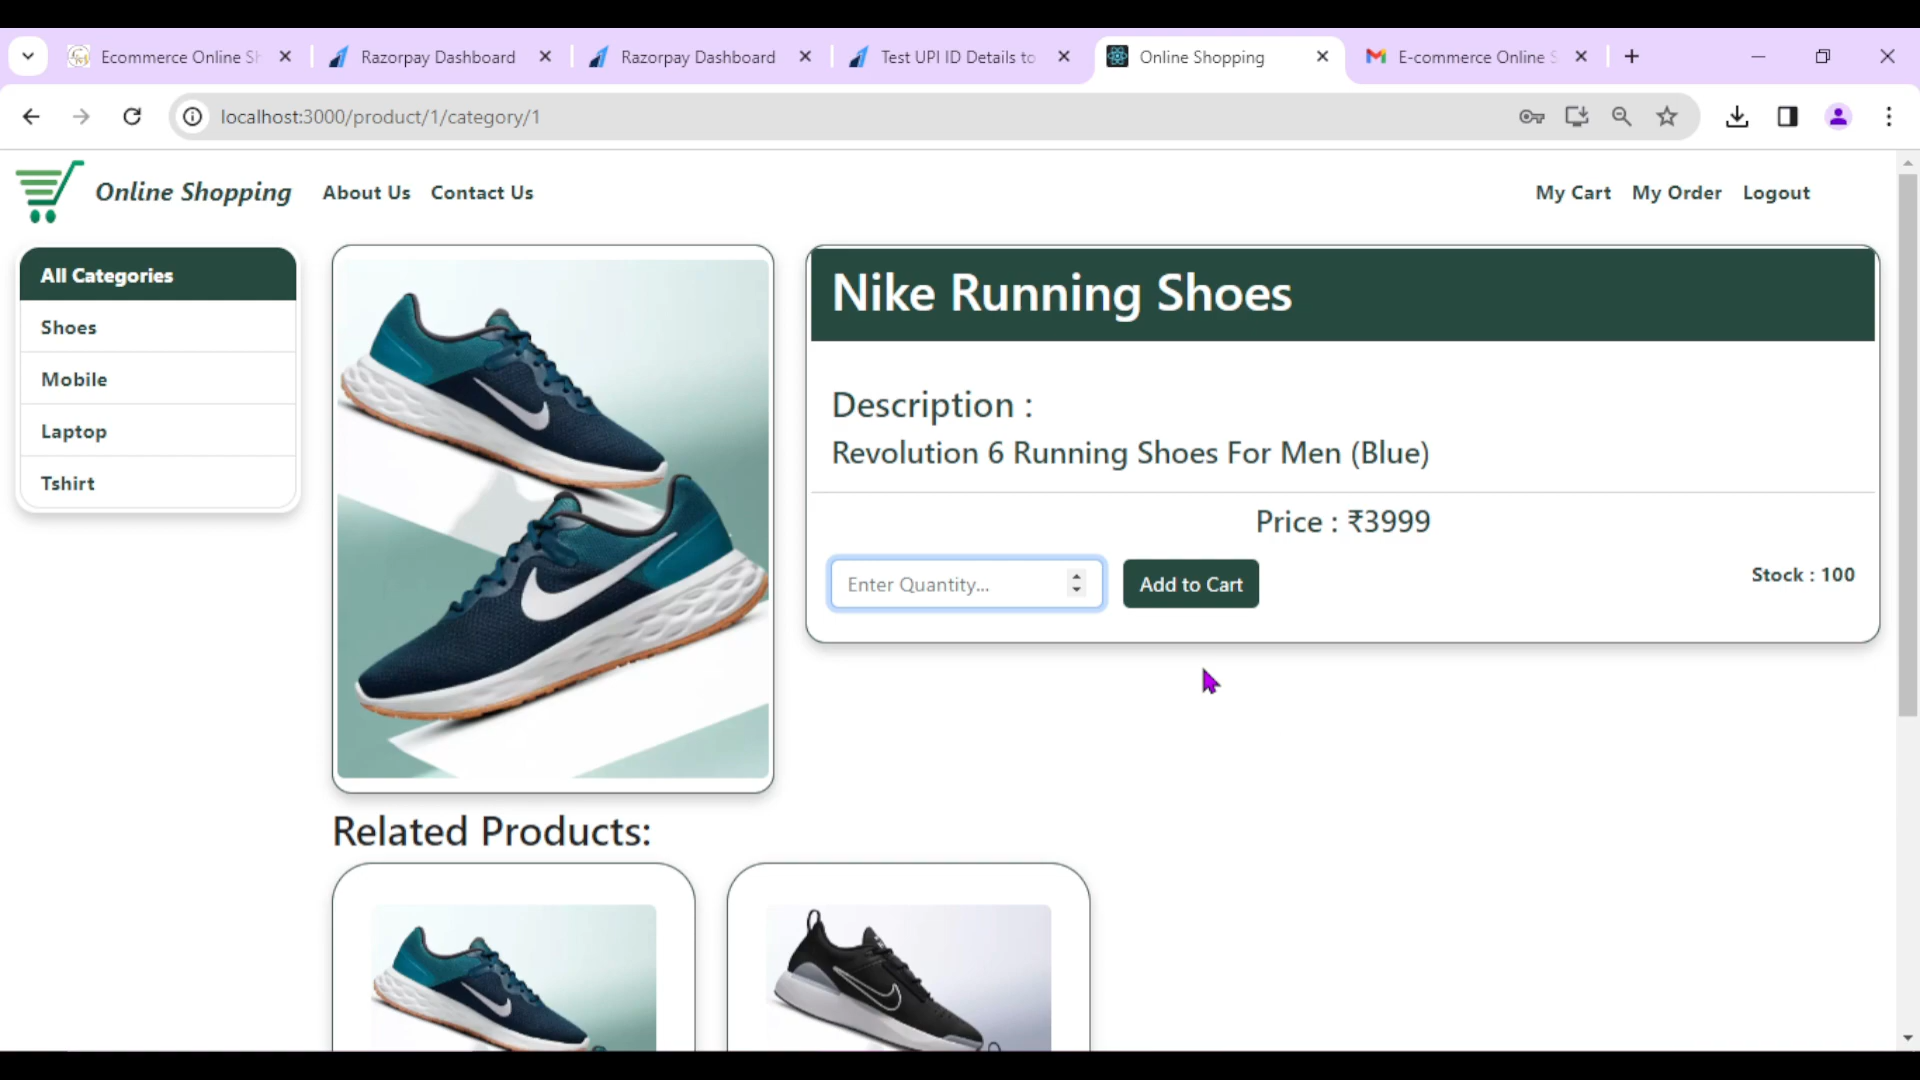 Ecommerce Online Sh
Razorpay Dashboard
Razorpay Dashboard
Test UPI ID Details to
Online Shopping
E-commerce Online S
localhost:3000/product/1/category/1
Online Shopping
About Us
Contact Us
My Cart
My Order
Logout
All Categories
Shoes
Mobile
Laptop
Tshirt
Nike Running Shoes
Description :
Revolution 6 Running Shoes For Men (Blue)
Price : ₹3999
Enter Quantity...
Add to Cart
Stock : 100
Related Products: